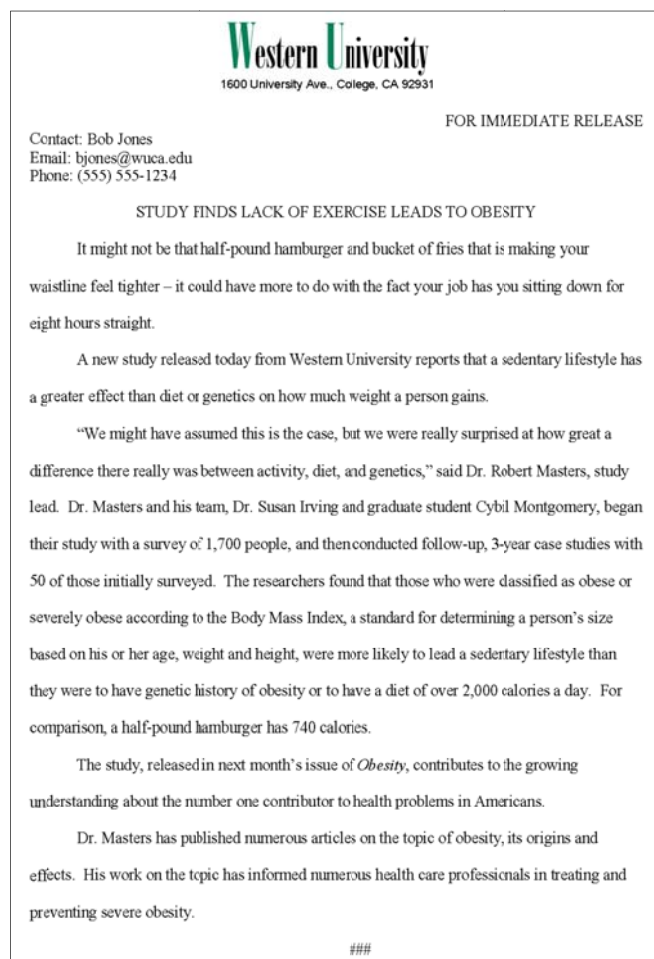 Western University
1600 University Ave., College, CA 92931
FOR IMMEDIATE RELEASE
Contact: Bob Jones
Email: bjones@wuca.edu
Phone: (555) 555-1234
STUDY FINDS LACK OF EXERCISE LEADS TO OBESITY
It might not be that half-pound hamburger and bucket of fries that is making your
waistline feel tighter – it could have more to do with the fact your job has you sitting down for
eight hours straight.
A new study released today from Western University reports that a sedentary lifestyle has
a greater effect than diet or genetics on how much weight a person gains.
“We might have assumed this is the case, but we were really surprised at how great a
difference there really was between activity, diet, and genetics,” said Dr. Robert Masters, study
lead. Dr. Masters and his team, Dr. Susan Irving and graduate student Cybil Montgomery, began
their study with a survey of 1,700 people, and then conducted follow-up, 3-year case studies with
50 of those initially surveyed. The researchers found that those who were classified as obese or
severely obese according to the Body Mass Index, a standard for determining a person’s size
based on his or her age, weight and height, were more likely to lead a sedentary lifestyle than
they were to have genetic history of obesity or to have a diet of over 2,000 calories a day. For
comparison, a half-pound hamburger has 740 calories.
The study, released in next month’s issue of Obesity, contributes to the growing
understanding about the number one contributor to health problems in Americans.
Dr. Masters has published numerous articles on the topic of obesity, its origins and
effects. His work on the topic has informed numerous health care professionals in treating and
preventing severe obesity.
###